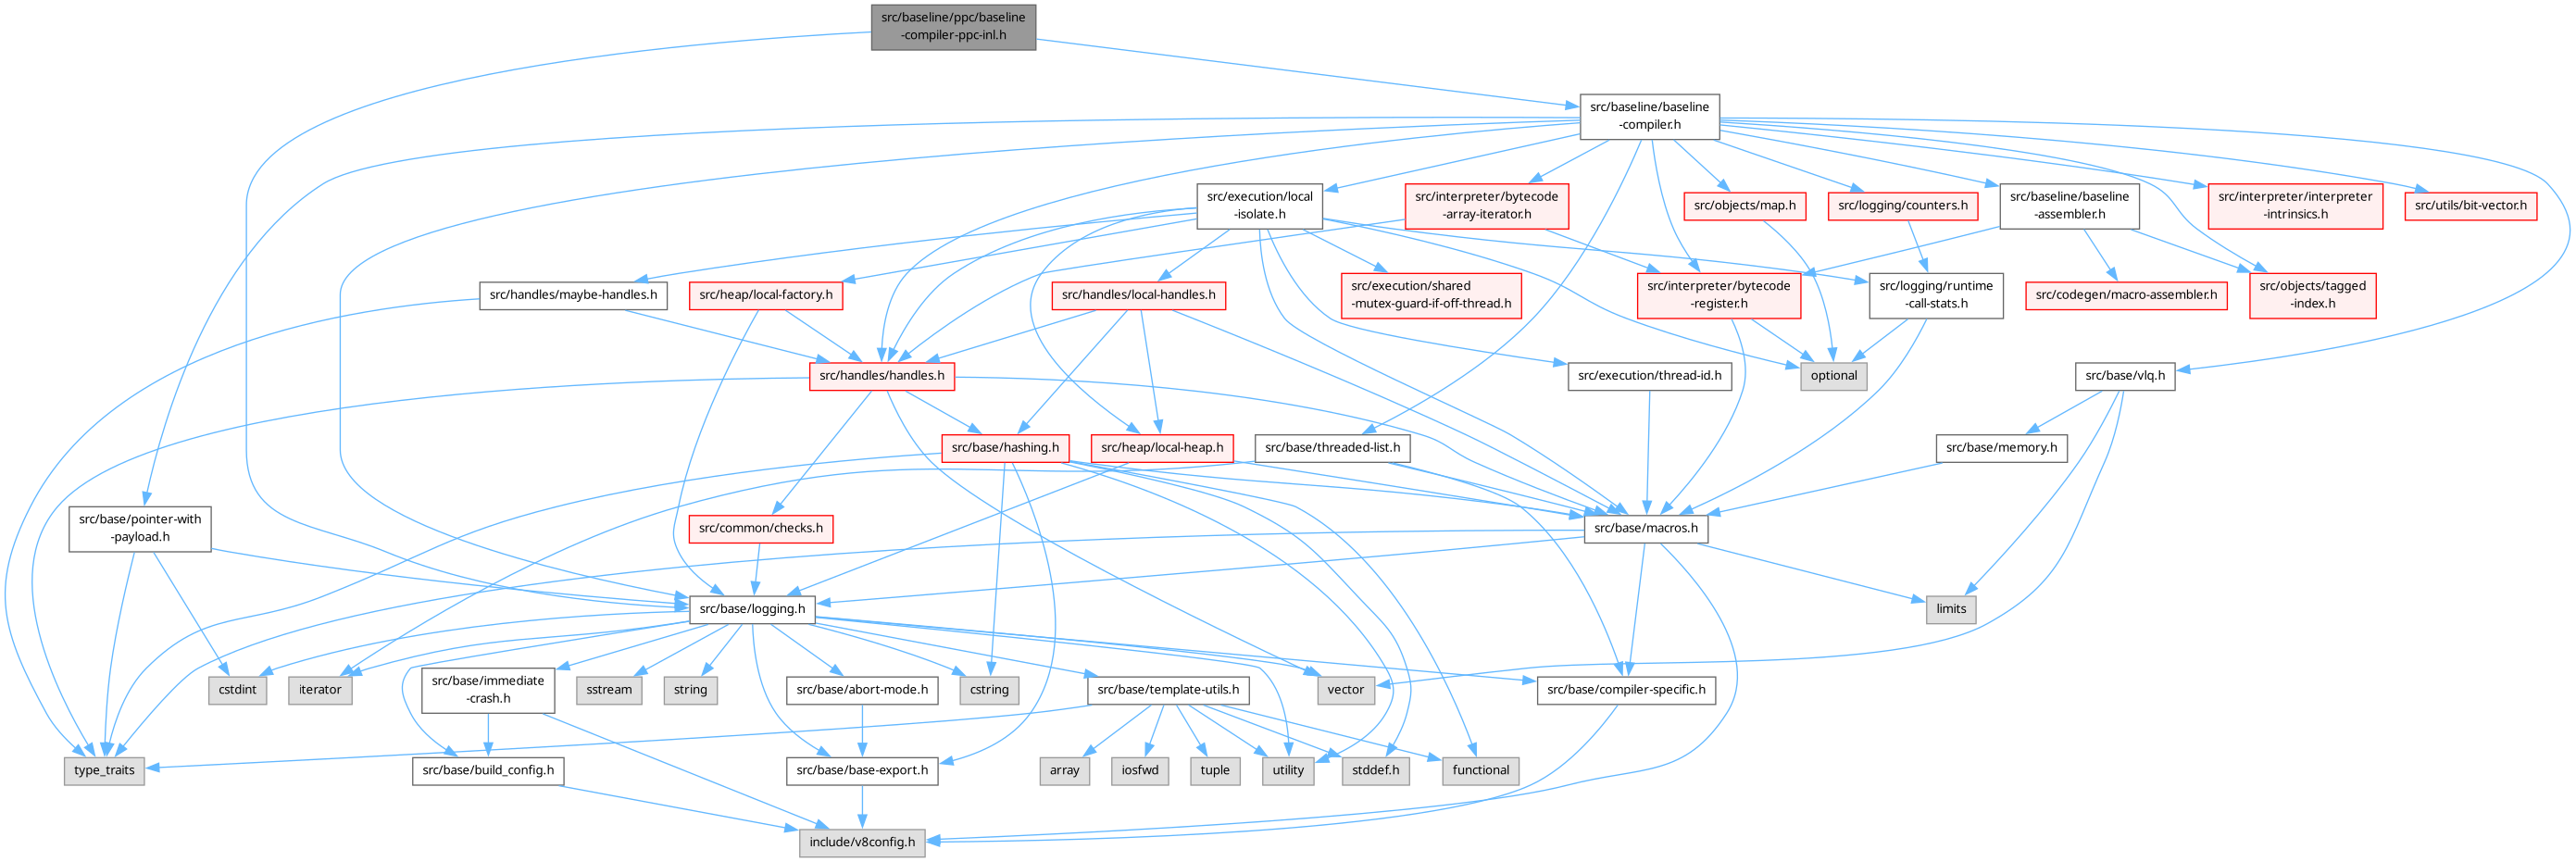 src/baseline/ppc/baseline
-compiler-ppc-inl.h
src/baseline/baseline
-compiler.h
src/execution/local
-isolate.h
src/interpreter/bytecode
-array-iterator.h
src/objects/map.h
src/logging/counters.h
src/baseline/baseline
-assembler.h
src/interpreter/interpreter
-intrinsics.h
src/utils/bit-vector.h
src/handles/maybe-handles.h
src/heap/local-factory.h
src/handles/local-handles.h
src/execution/shared
-mutex-guard-if-off-thread.h
src/interpreter/bytecode
-register.h
src/logging/runtime
-call-stats.h
src/codegen/macro-assembler.h
src/objects/tagged
-index.h
src/handles/handles.h
src/execution/thread-id.h
optional
src/base/vlq.h
src/base/hashing.h
src/heap/local-heap.h
src/base/threaded-list.h
src/base/memory.h
src/base/pointer-with
-payload.h
src/common/checks.h
src/base/macros.h
src/base/logging.h
limits
cstdint
iterator
src/base/immediate
-crash.h
sstream
string
src/base/abort-mode.h
cstring
src/base/template-utils.h
vector
src/base/compiler-specific.h
type_traits
src/base/build_config.h
src/base/base-export.h
array
iosfwd
tuple
utility
stddef.h
functional
include/v8config.h